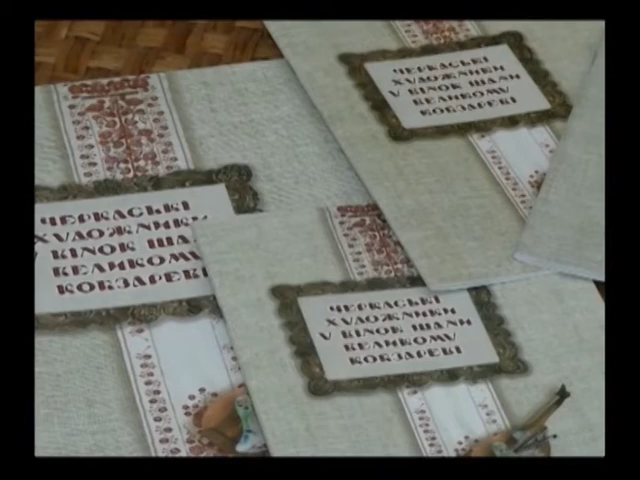 ЧЕРКАСЬКІ
ХУДОЖНИКИ
У ВІНОК ШАНИ
ВЕЛИКОМУ
КОБЗАРЕВІ
ЧЕРКАСЬКІ
ХУДОЖНИКИ
У ВІНОК ШАНИ
ВЕЛИКОМУ
КОБЗАРЕВІ
ЧЕРКАСЬКІ
ХУДОЖНИКИ
У ВІНОК ШАНИ
ВЕЛИКОМУ
КОБЗАРЕВІ